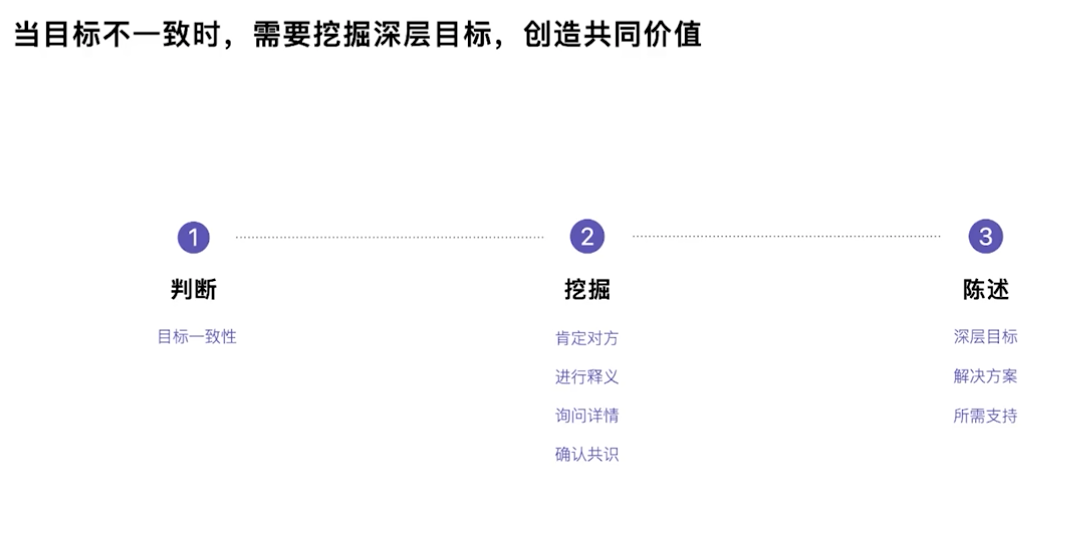 当目标不一致时，需要挖掘深层目标，创造共同价值
1
判断
目标一致性
2
挖掘
肯定对方
进行释义
询问详情
确认共识
3
陈述
深层目标
解决方案
所需支持